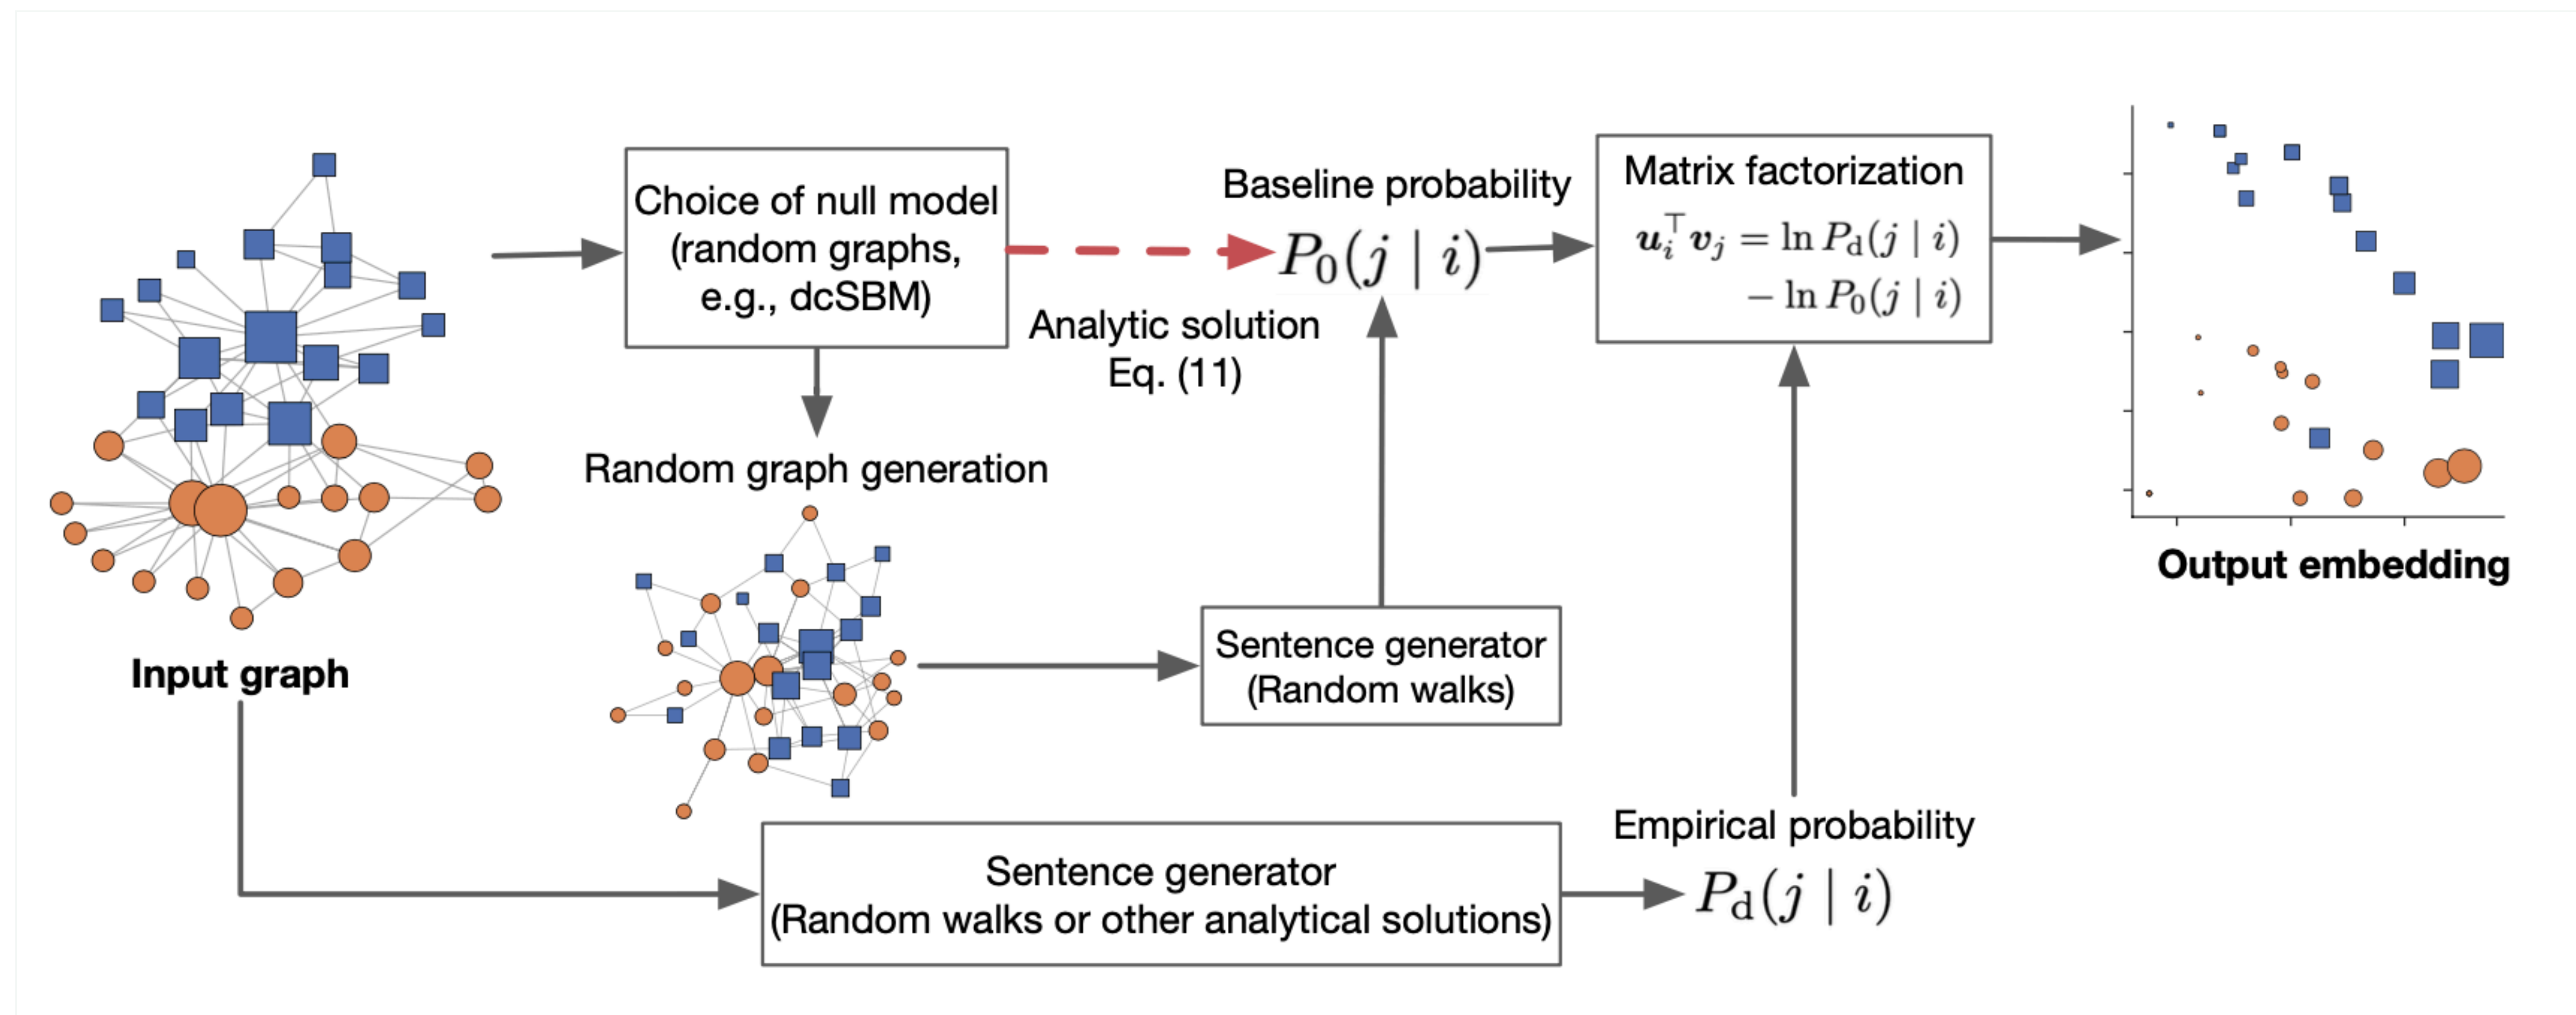 Choice of null model
(random graphs,
e.g., dcSBM)
Baseline probability
P₀(j | i)
Analytic solution
Eq. (11)
Matrix factorization
𝒖ᵢ^⊤ 𝒗ⱼ = ln P_d(j | i)
− ln P₀(j | i)
Random graph generation
Output embedding
Sentence generator
(Random walks)
Input graph
Sentence generator
(Random walks or other analytical solutions)
Empirical probability
P_d(j | i)